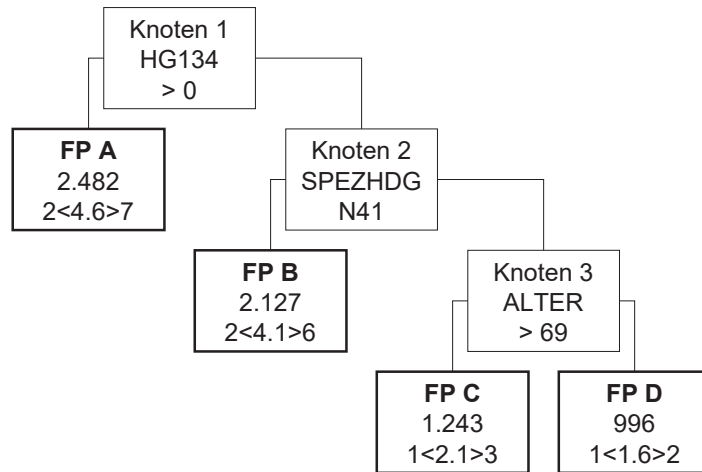 Knoten 1
HG134
> 0
FP A
2.482
2<4.6>7
Knoten 2
SPEZHDG
N41
FP B
2.127
2<4.1>6
Knoten 3
ALTER
> 69
FP C
1.243
1<2.1>3
FP D
996
1<1.6>2